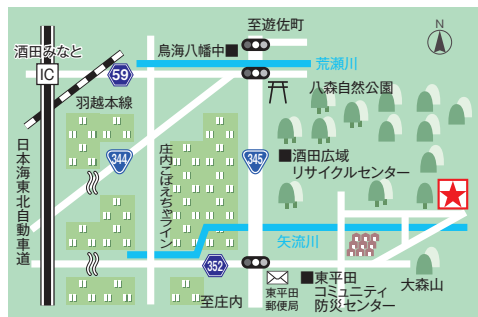 至遊佐町
N
酒田みなと
IC
鳥海八幡中
荒瀬川
59
八森自然公園
羽越本線
日本海東北自動車道
344
庄内こばえちゃライン
345
酒田広域
リサイクルセンター
矢流川
352
東平田
郵便局
東平田
コミュニティ
防災センター
大森山
至庄内